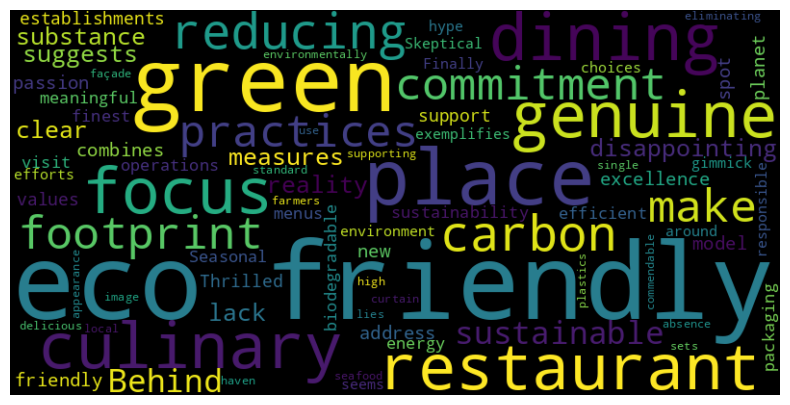 establishments
reducing
hype
dining
eliminating
substance
environmentally
Skeptical
suggests
façade
Finally
choices
passion
green
commitment
spot
planet
meaningful
finest
practices
use
support
genuine
clear
exemplifies
disappointing
combines
measures
supporting
single
gimmick
visit
operations
place
efforts
focus
standard
reality
excellence
responsible
values
farmers
menus
sustainability
efficient
make
footprint
environment
carbon
around
model
Seasonal
new
biodegradable
eco friendly
Thrilled
high
plastics
commendable
appearance
image
curtain
lack
lies
absence
delicious
local
culinary
address
sustainable
packaging
energy
sets
friendly
Behind
haven
seafood
seems
restaurant